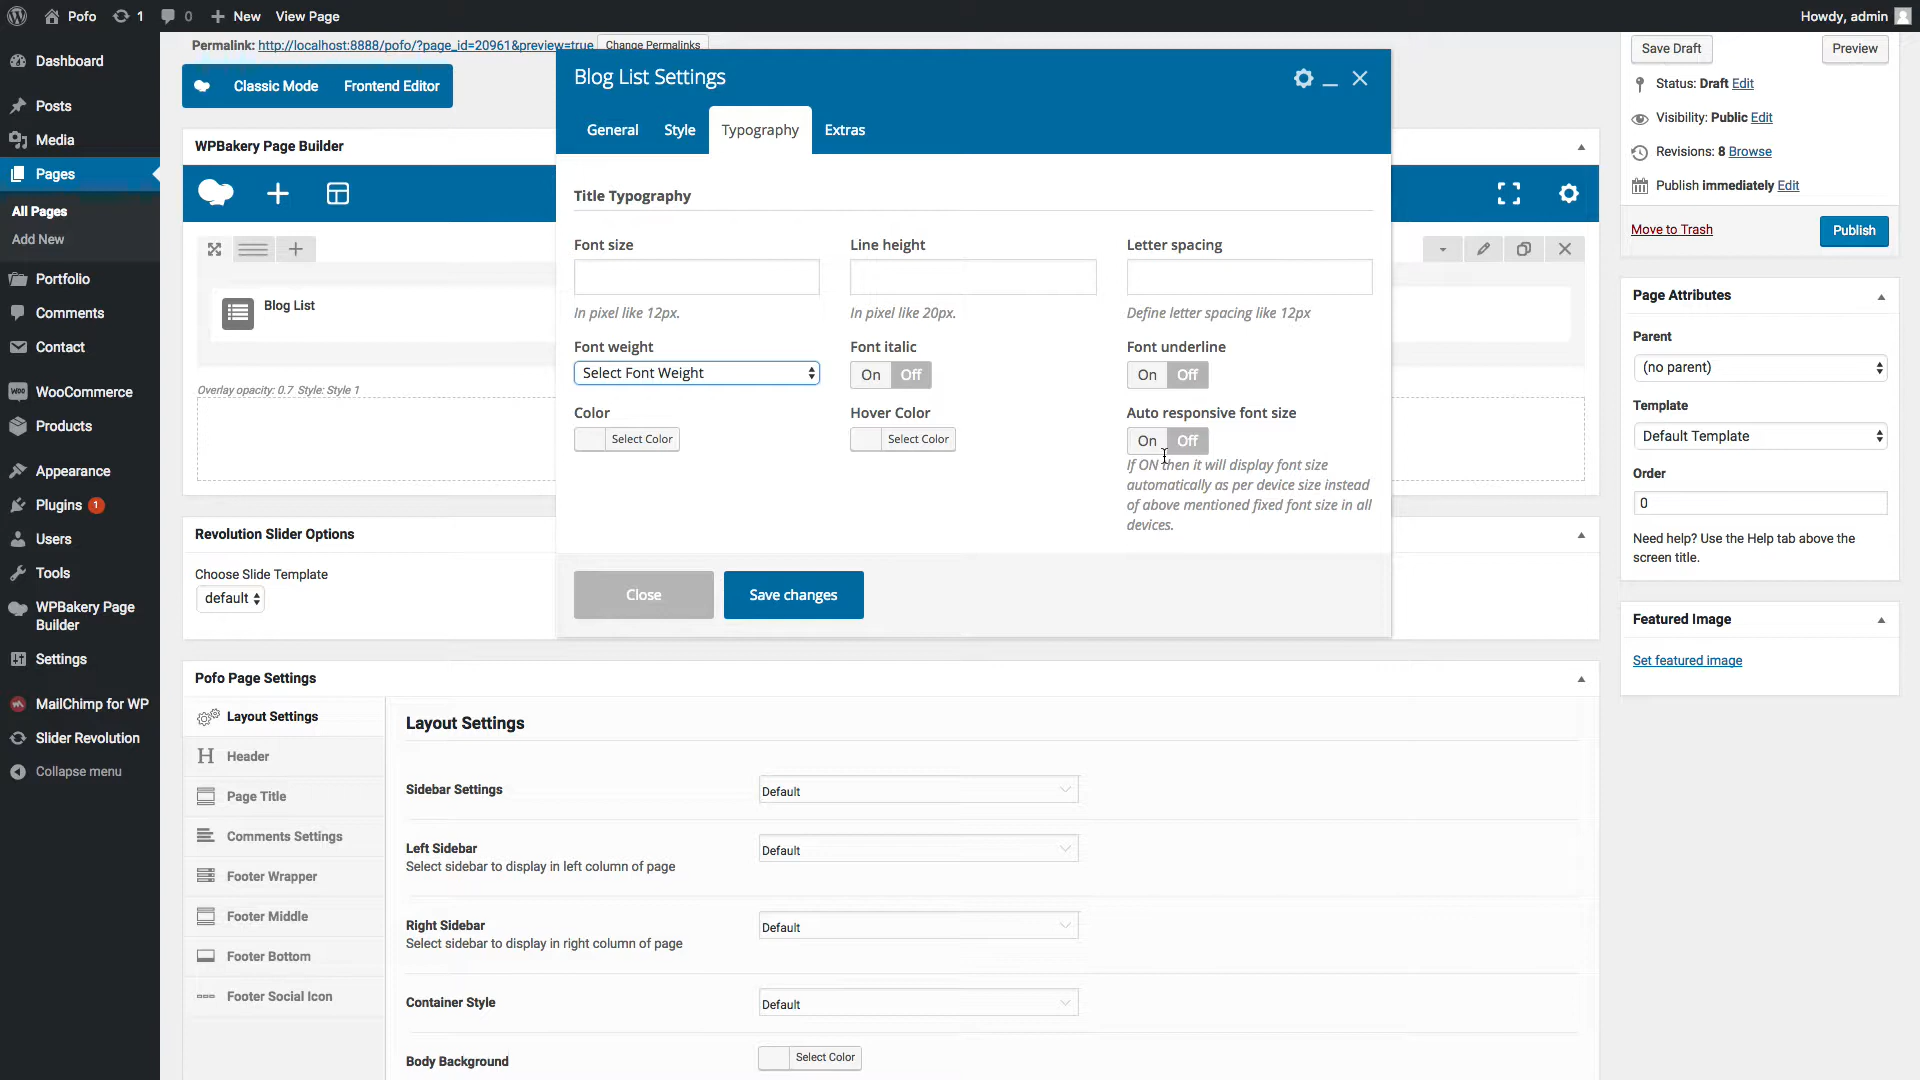 Pofo
1
0
New
View Page
Howdy, admin
Dashboard
Posts
Media
Pages
All Pages
Add New
Portfolio
Comments
Contact
WooCommerce
Products
Appearance
Plugins 1
Users
Tools
WPBakery Page
Builder
Settings
MailChimp for WP
Slider Revolution
Collapse menu
Permalink: http://localhost:8888/pofo/?page_id=20961&preview=true
Change Permalinks
Classic Mode
Frontend Editor
WPBakery Page Builder
Blog List
Overlay opacity: 0.7 Style: Style 1
Revolution Slider Options
Choose Slide Template
default
Blog List Settings
General
Style
Typography
Extras
Title Typography
Font size
Line height
Letter spacing
In pixel like 12px.
In pixel like 20px.
Define letter spacing like 12px
Font weight
Font italic
Font underline
Select Font Weight
On Off
On Off
Color
Hover Color
Auto responsive font size
Select Color
Select Color
On Off
If ON then it will display font size
automatically as per device size instead
of above mentioned fixed font size in all
devices.
Close
Save changes
Pofo Page Settings
Layout Settings
Header
Page Title
Comments Settings
Footer Wrapper
Footer Middle
Footer Bottom
Footer Social Icon
Layout Settings
Sidebar Settings
Default
Left Sidebar
Select sidebar to display in left column of page
Default
Right Sidebar
Select sidebar to display in right column of page
Default
Container Style
Default
Body Background
Select Color
Save Draft
Preview
Status: Draft Edit
Visibility: Public Edit
Revisions: 8 Browse
Publish immediately Edit
Move to Trash
Publish
Page Attributes
Parent
(no parent)
Template
Default Template
Order
0
Need help? Use the Help tab above the
screen title.
Featured Image
Set featured image